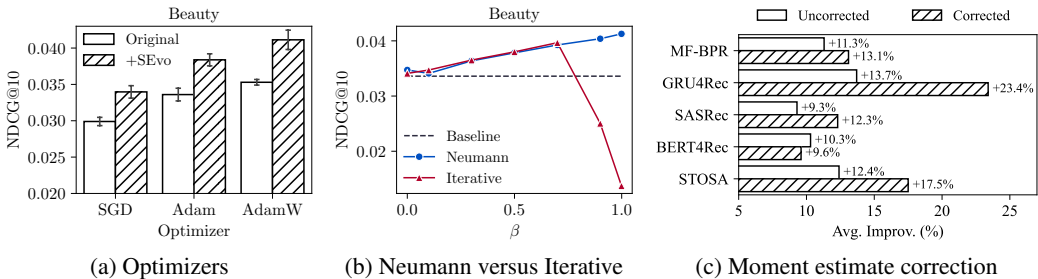 Beauty
0.040
0.035
0.030
0.025
0.020
NDCG@10
Original
+SEvo
SGD
Adam
AdamW
Optimizer
(a) Optimizers
Beauty
0.04
0.03
0.02
NDCG@10
Baseline
Neumann
Iterative
0.0
0.5
1.0
β
(b) Neumann versus Iterative
Uncorrected
Corrected
MF-BPR
+11.3%
+13.1%
GRU4Rec
+13.7%
+23.4%
SASRec
+9.3%
+12.3%
BERT4Rec
+10.3%
+9.6%
STOSA
+12.4%
+17.5%
5
10
15
20
25
Avg. Improv. (%)
(c) Moment estimate correction